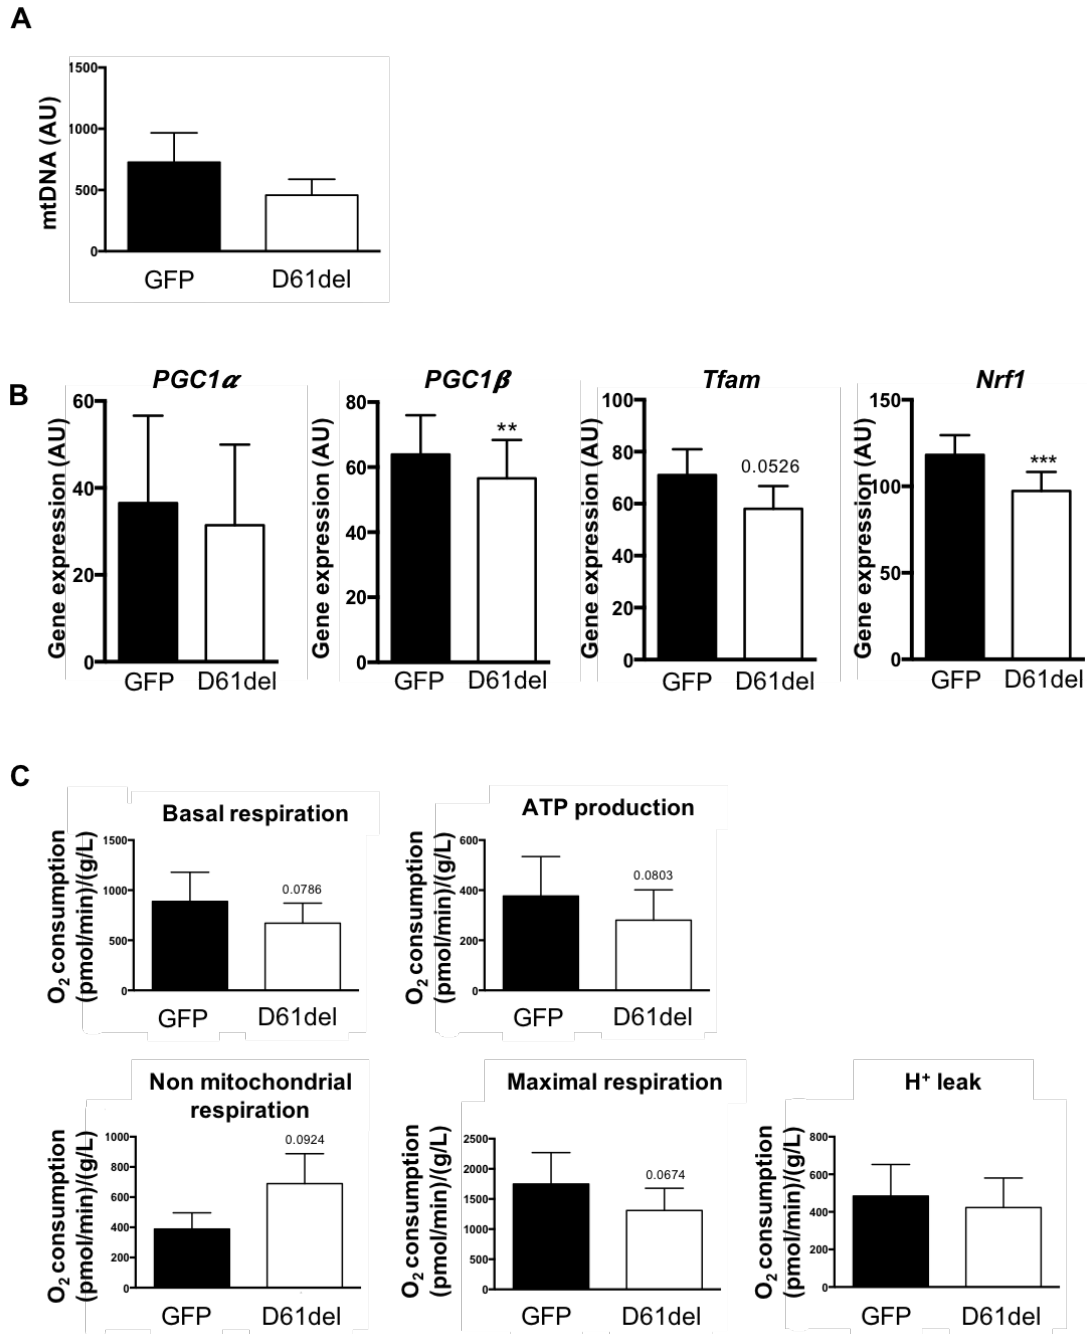 A
mtDNA (AU)
1500
1000
500
0
GFP D61del
B
PGC1α
Gene expression (AU)
60
40
20
0
GFP D61del
PGC1β
Gene expression (AU)
80
60
40
20
0
**
GFP D61del
Tfam
Gene expression (AU)
100
80
60
40
20
0
0.0526
GFP D61del
Nrf1
Gene expression (AU)
150
100
50
0
***
GFP D61del
C
Basal respiration
O2 consumption
(pmol/min)/(g/L)
1500
1000
500
0
0.0786
GFP D61del
ATP production
O2 consumption
(pmol/min)/(g/L)
600
400
200
0
0.0803
GFP D61del
Non mitochondrial
respiration
O2 consumption
(pmol/min)/(g/L)
1000
800
600
400
200
0
0.0924
GFP D61del
Maximal respiration
O2 consumption
(pmol/min)/(g/L)
2500
2000
1500
1000
500
0
0.0674
GFP D61del
H+ leak
O2 consumption
(pmol/min)/(g/L)
800
600
400
200
0
GFP D61del